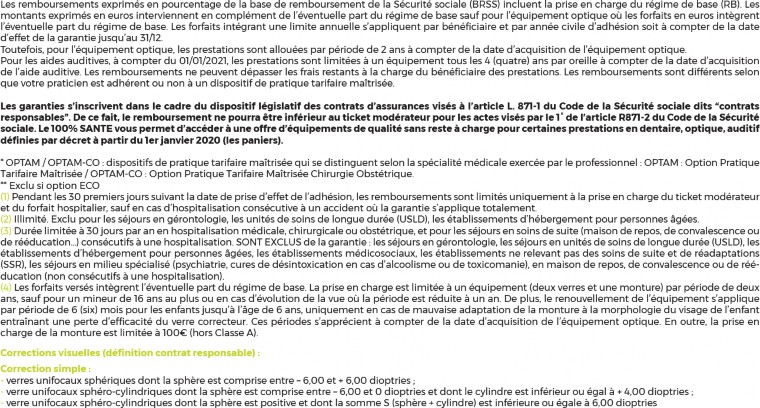 Les remboursements exprimés en pourcentage de la base de remboursement de la Sécurité sociale (BRSS) incluent la prise en charge du régime de base (RB). Les
montants exprimés en euros interviennent en complément de l'éventuelle part du régime de base sauf pour l'équipement optique où les forfaits en euros intègrent
l'éventuelle part du régime de base. Les forfaits intégrant une limite annuelle s'appliquent par bénéficiaire et par année civile d'adhésion soit à compter de la date
d'effet de la garantie jusqu'au 31/12.
Toutefois, pour l'équipement optique, les prestations sont allouées par période de 2 ans à compter de la date d'acquisition de l'équipement optique.
Pour les aides auditives, à compter du 01/01/2021, les prestations sont limitées à un équipement tous les 4 (quatre) ans par oreille à compter de la date d'acquisition
de l'aide auditive. Les remboursements ne peuvent dépasser les frais restants à la charge du bénéficiaire des prestations. Les remboursements sont différents selon
que votre praticien est adhérent ou non à un dispositif de pratique tarifaire maîtrisée.
Les garanties s'inscrivent dans le cadre du dispositif législatif des contrats d'assurances visés à l'article L. 871-1 du Code de la Sécurité sociale dits "contrats
responsables". De ce fait, le remboursement ne pourra être inférieur au ticket modérateur pour les actes visés par le 1° de l'article R871-2 du Code de la Sécurité
sociale. Le 100% SANTE vous permet d'accéder à une offre d'équipements de qualité sans reste à charge pour certaines prestations en dentaire, optique, auditif
définies par décret à partir du 1er janvier 2020 (les paniers).
* OPTAM / OPTAM-CO : dispositifs de pratique tarifaire maîtrisée qui se distinguent selon la spécialité médicale exercée par le professionnel : OPTAM : Option Pratique
Tarifaire Maîtrisée / OPTAM-CO : Option Pratique Tarifaire Maîtrisée Chirurgie Obstétrique.
** Exclu si option ECO
(1) Pendant les 30 premiers jours suivant la date de prise d'effet de l'adhésion, les remboursements sont limités uniquement à la prise en charge du ticket modérateur
et du forfait hospitalier, sauf en cas d'hospitalisation consécutive à un accident où la garantie s'applique totalement.
(2) Illimité. Exclu pour les séjours en gérontologie, les unités de soins de longue durée (USLD), les établissements d'hébergement pour personnes âgées.
(3) Durée limitée à 30 jours par an en hospitalisation médicale, chirurgicale ou obstétrique, et pour les séjours en soins de suite (maison de repos, de convalescence ou
de rééducation...) consécutifs à une hospitalisation. SONT EXCLUS de la garantie : les séjours en gérontologie, les séjours en unités de soins de longue durée (USLD), les
établissements d'hébergement pour personnes âgées, les établissements médicosociaux, les établissements ne relevant pas des soins de suite et de réadaptations
(SSR), les séjours en milieu spécialisé (psychiatrie, cures de désintoxication en cas d'alcoolisme ou de toxicomanie), en maison de repos, de convalescence ou de réé-
ducation (non consécutifs à une hospitalisation).
(4) Les forfaits versés intègrent l'éventuelle part du régime de base. La prise en charge est limitée à un équipement (deux verres et une monture) par période de deux
ans, sauf pour un mineur de 16 ans au plus ou en cas d'évolution de la vue où la période est réduite à un an. De plus, le renouvellement de l'équipement s'applique
par période de 6 (six) mois pour les enfants jusqu'à l'âge de 6 ans, uniquement en cas de mauvaise adaptation de la monture à la morphologie du visage de l'enfant
entraînant une perte d'efficacité du verre correcteur. Ces périodes s'apprécient à compter de la date d'acquisition de l'équipement optique. En outre, la prise en
charge de la monture est limitée à 100€ (hors Classe A).
Corrections visuelles (définition contrat responsable) :
Correction simple :
- verres unifocaux sphériques dont la sphère est comprise entre - 6,00 et + 6,00 dioptries ;
- verre unifocaux sphéro-cylindriques dont la sphère est comprise entre - 6,00 et 0 dioptries et dont le cylindre est inférieur ou égal à + 4,00 dioptries ;
- verre unifocaux sphéro-cylindriques dont la sphère est positive et dont la somme S (sphère + cylindre) est inférieure ou égale à 6,00 dioptries